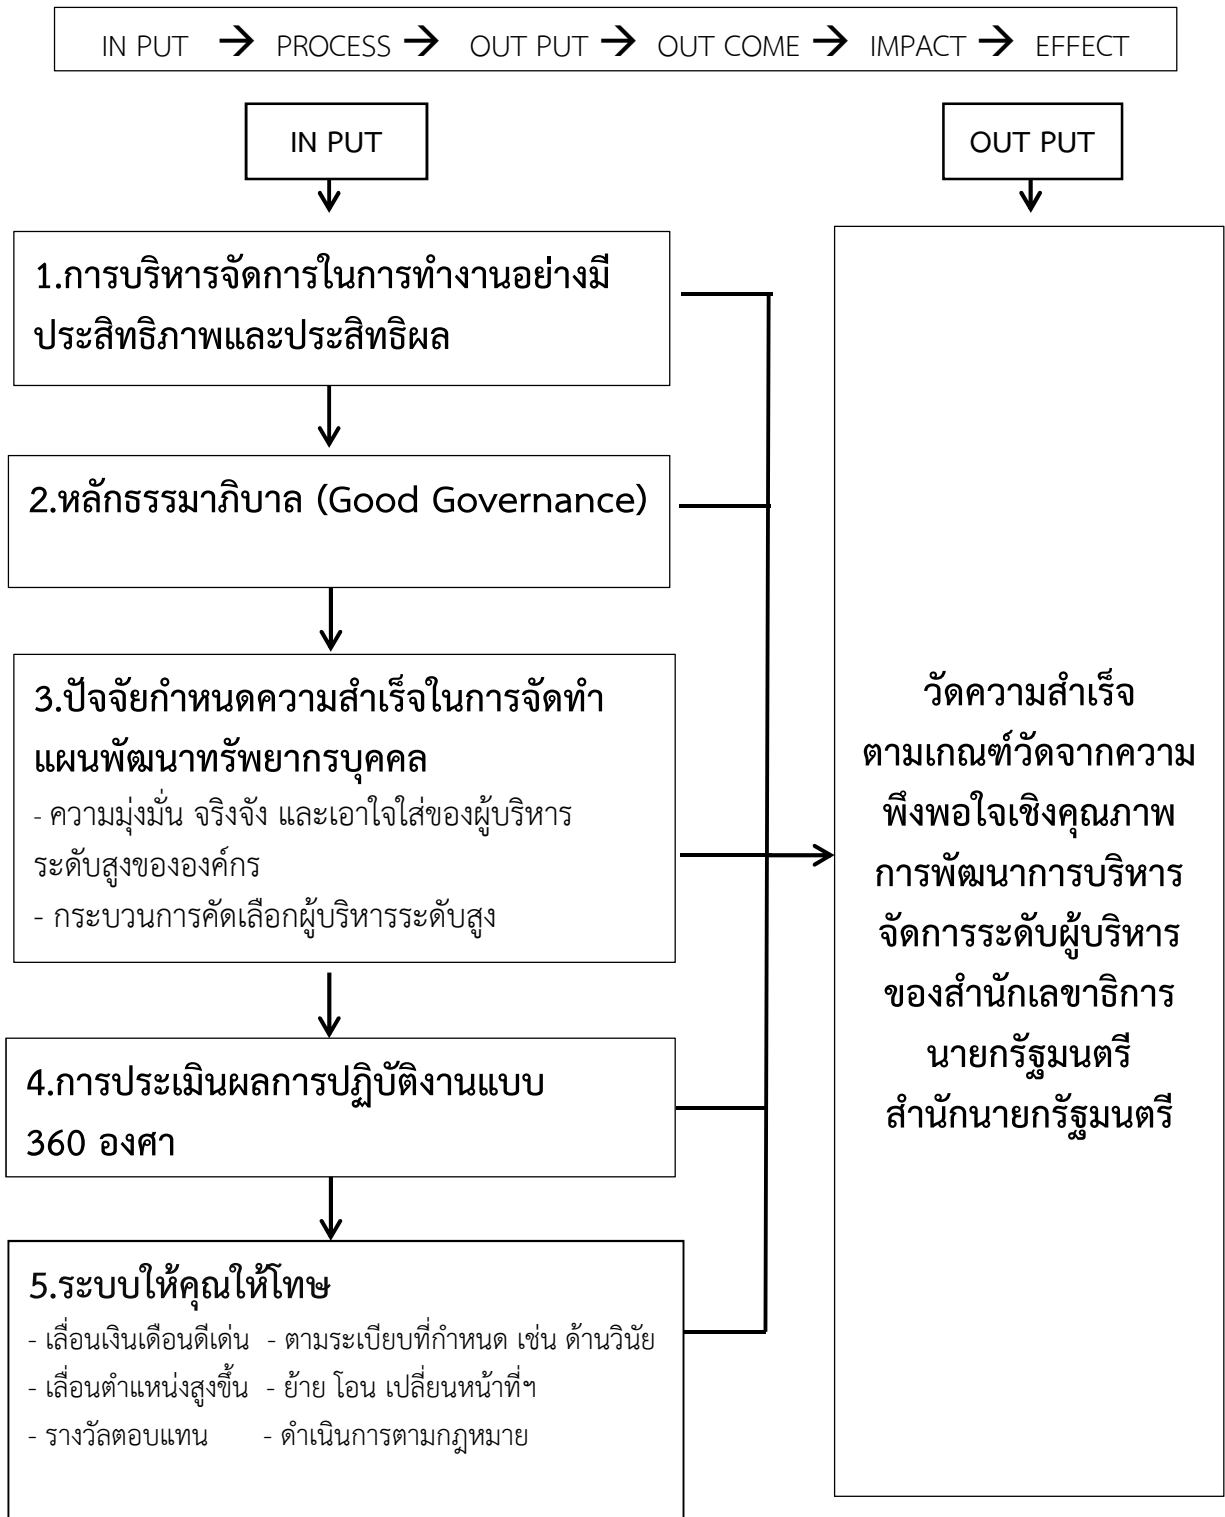 IN PUT → PROCESS → OUT PUT → OUT COME → IMPACT → EFFECT
IN PUT
OUT PUT
1.การบริหารจัดการในการทำงานอย่างมี
ประสิทธิภาพและประสิทธิผล
2.หลักธรรมาภิบาล (Good Governance)
3.ปัจจัยกำหนดความสำเร็จในการจัดทำ
แผนพัฒนาทรัพยากรบุคคล
- ความมุ่งมั่น จริงจัง และเอาใจใส่ของผู้บริหาร
ระดับสูงขององค์กร
- กระบวนการคัดเลือกผู้บริหารระดับสูง
4.การประเมินผลการปฏิบัติงานแบบ
360 องศา
5.ระบบให้คุณให้โทษ
- เลื่อนเงินเดือนดีเด่น - ตามระเบียบที่กำหนด เช่น ด้านวินัย
- เลื่อนตำแหน่งสูงขึ้น - ย้าย โอน เปลี่ยนหน้าที่ฯ
- รางวัลตอบแทน - ดำเนินการตามกฎหมาย
วัดความสำเร็จ
ตามเกณฑ์วัดจากความ
พึงพอใจเชิงคุณภาพ
การพัฒนาการบริหาร
จัดการระดับผู้บริหาร
ของสำนักเลขาธิการ
นายกรัฐมนตรี
สำนักนายกรัฐมนตรี